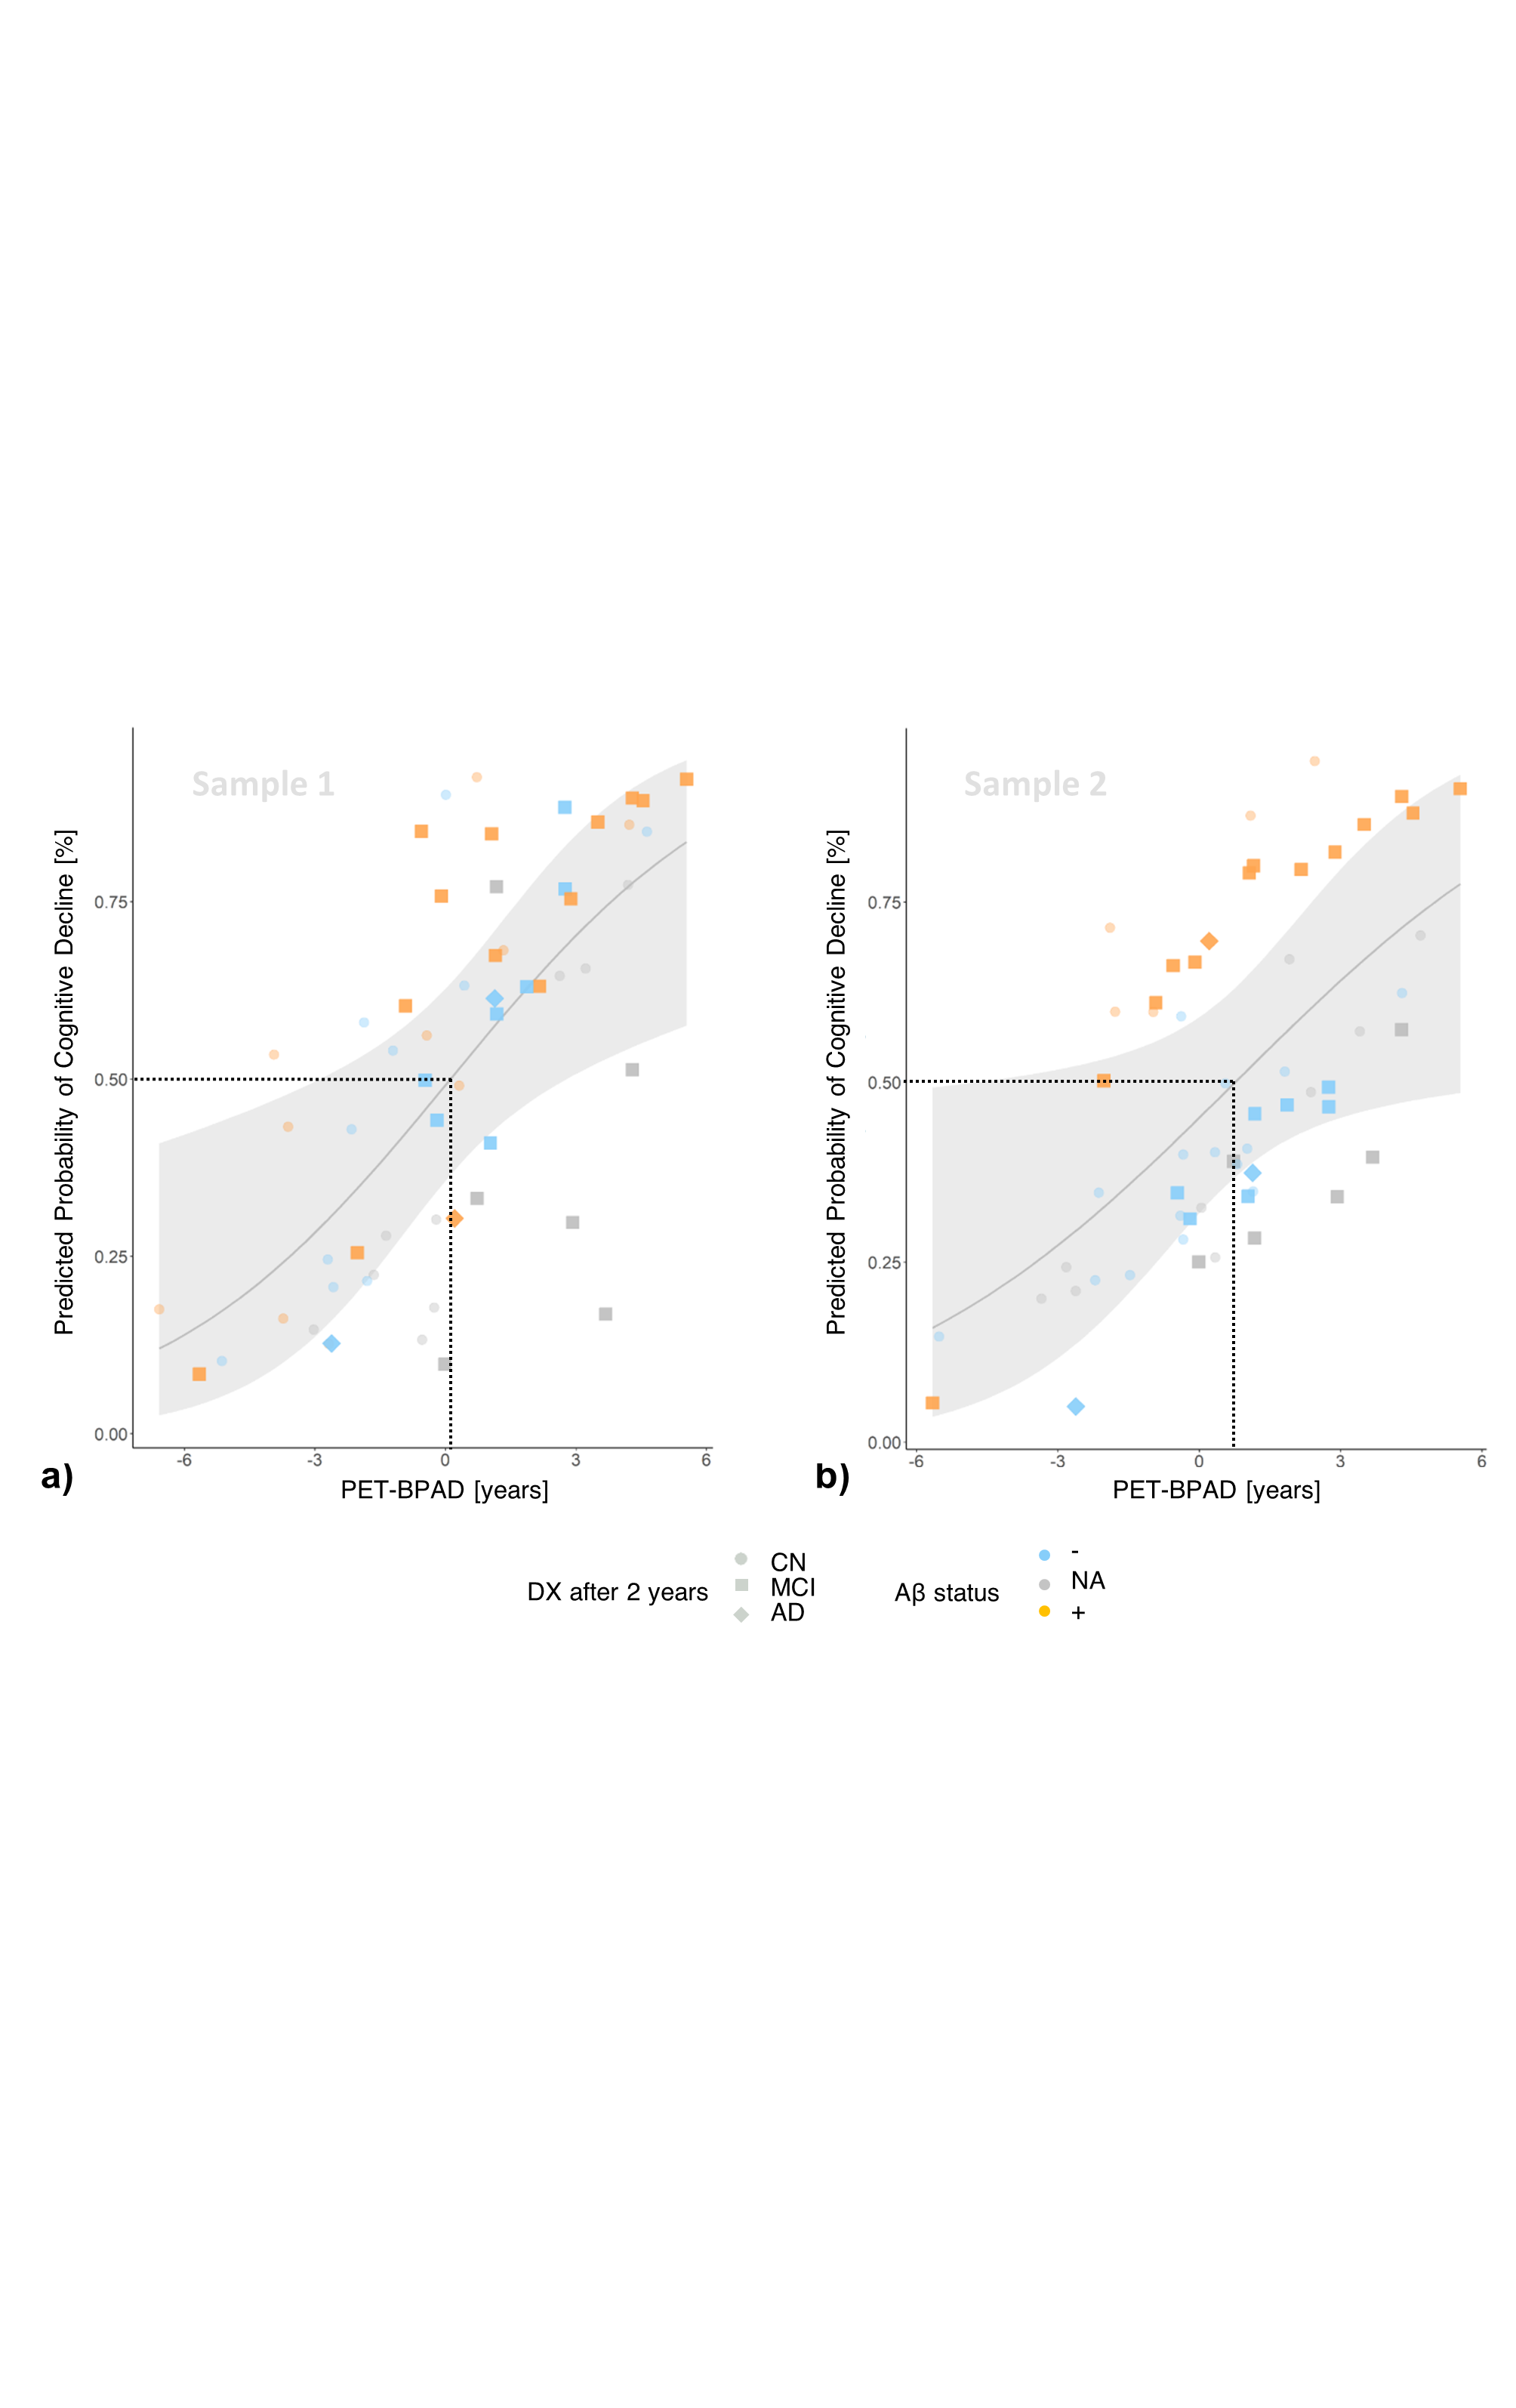 Sample 1
Predicted Probability of Cognitive Decline [%]
0.75
0.50
0.25
0.00
-6 -3 0 3 6
a)
PET-BPAD [years]
Sample 2
Predicted Probability of Cognitive Decline [%]
0.75
0.50
0.25
0.00
-6 -3 0 3 6
b)
PET-BPAD [years]
DX after 2 years
CN
MCI
AD
Aβ status
-
NA
+